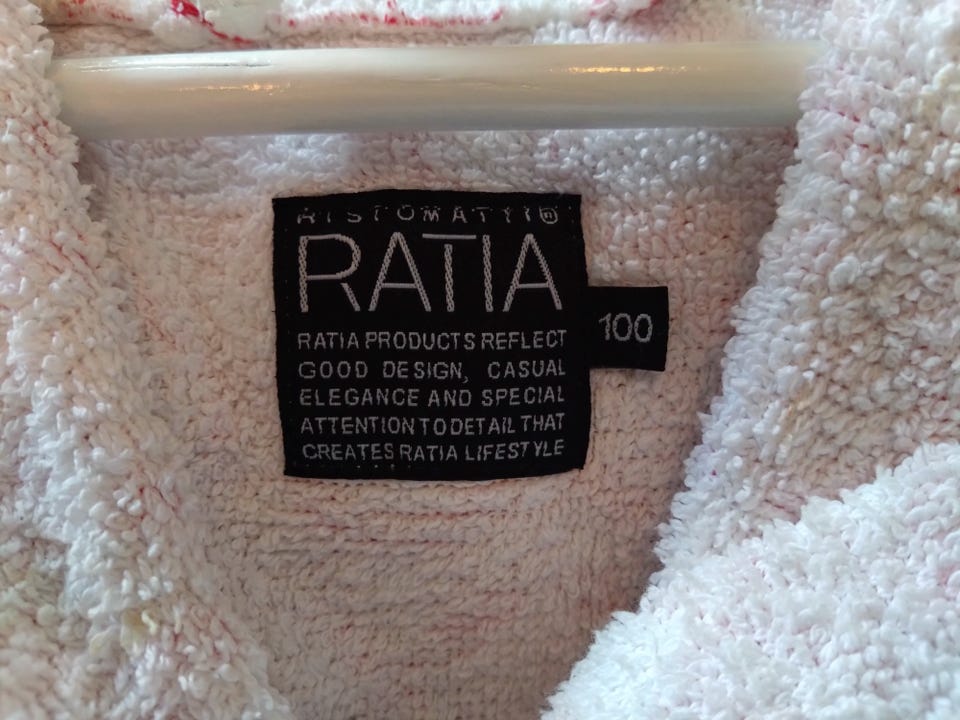 RISTOMATTI®
RATIA
RATIA PRODUCTS REFLECT
GOOD DESIGN, CASUAL
ELEGANCE AND SPECIAL
ATTENTION TO DETAIL THAT
CREATES RATIA LIFESTYLE
100